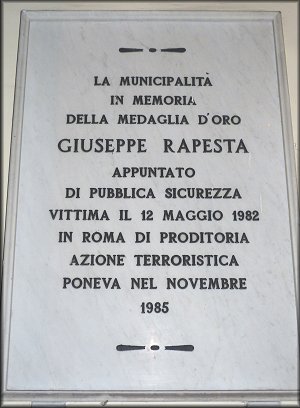 LA MUNICIPALITÀ
IN MEMORIA
DELLA MEDAGLIA D'ORO
GIUSEPPE RAPESTA
APPUNTATO
DI PUBBLICA SICUREZZA
VITTIMA IL 12 MAGGIO 1982
IN ROMA DI PRODITORIA
AZIONE TERRORISTICA
PONEVA NEL NOVEMBRE
1985